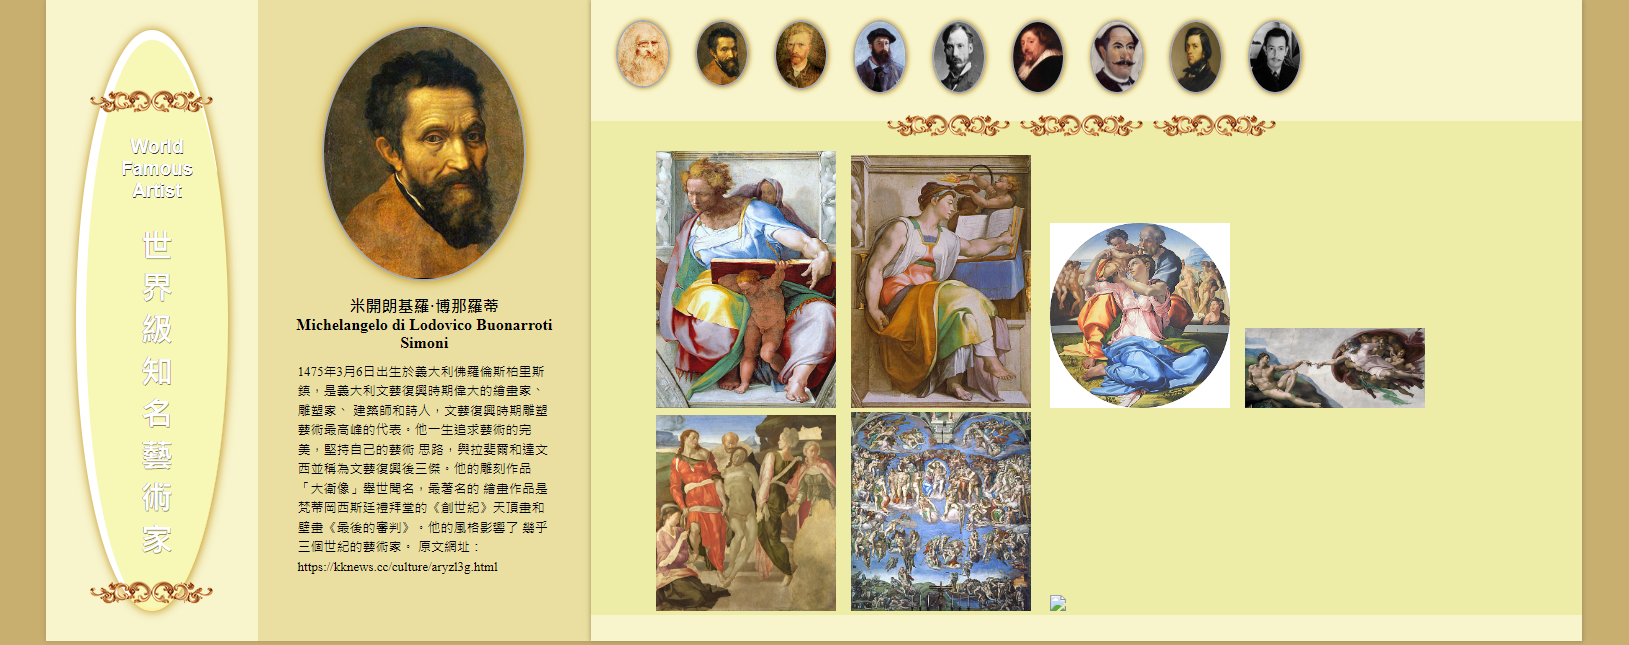 World
Famous
Artist
世
界
級
知
名
藝
術
家
米開朗基羅·博那羅蒂
Michelangelo di Lodovico Buonarroti
Simoni
1475年3月6日出生於義大利佛羅倫斯柏里斯
鎮，是義大利文藝復興時期偉大的繪畫家、
雕塑家、 建築師和詩人，文藝復興時期雕塑
藝術最高峰的代表。他一生追求藝術的完
美，堅持自己的藝術 思路，與拉斐爾和達文
西並稱為文藝復興後三傑。他的雕刻作品
「大衛像」舉世聞名，最著名的 繪畫作品是
梵蒂岡西斯廷禮拜堂的《創世紀》天頂畫和
壁畫《最後的審判》。他的風格影響了 幾乎
三個世紀的藝術家。 原文網址：
https://kknews.cc/culture/aryzl3g.html